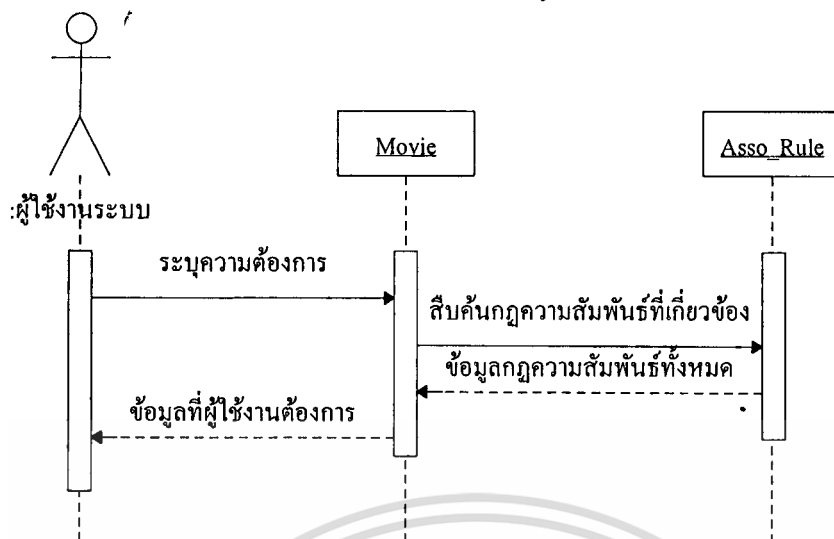 Movie
Asso_Rule
:ผู้ใช้งานระบบ
ระบุความต้องการ
สืบค้นกฏความสัมพันธ์ที่เกี่ยวข้อง
ข้อมูลกฏความสัมพันธ์ทั้งหมด
ข้อมูลที่ผู้ใช้งานต้องการ